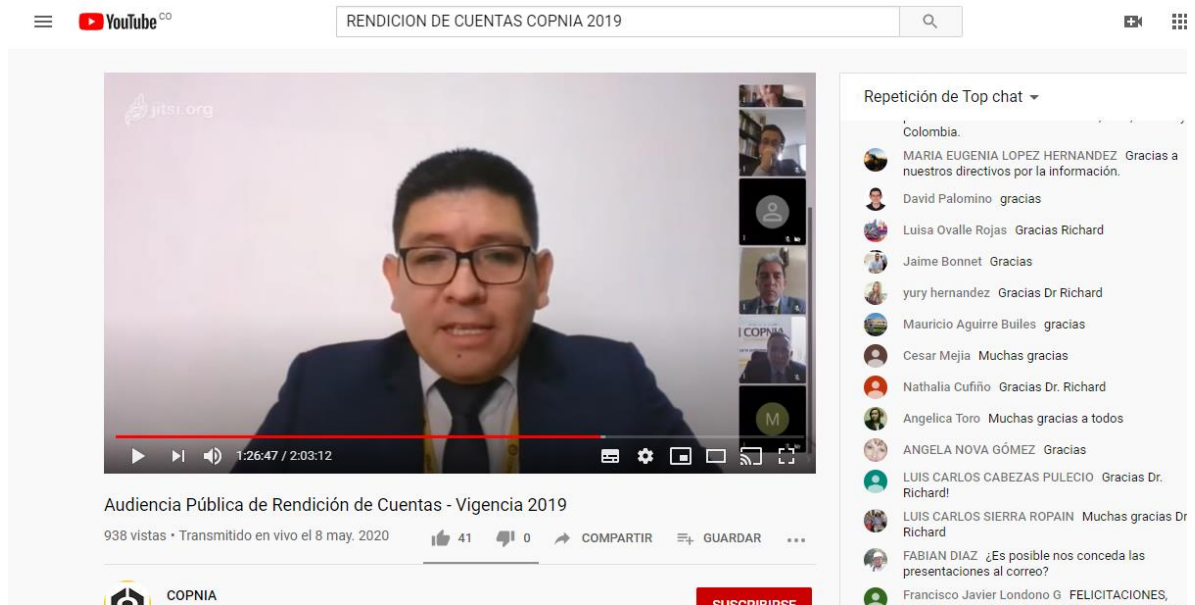 YouTube CO
RENDICION DE CUENTAS COPNIA 2019
jitsi.org
COPNIA
M
1:26:47 / 2:03:12
Audiencia Pública de Rendición de Cuentas - Vigencia 2019
938 vistas • Transmitido en vivo el 8 may. 2020
41
0
COMPARTIR
GUARDAR
COPNIA
SUSCRIBIRSE
Repetición de Top chat
Colombia.
MARIA EUGENIA LOPEZ HERNANDEZ Gracias a
nuestros directivos por la información.
David Palomino gracias
Luisa Ovalle Rojas Gracias Richard
Jaime Bonnet Gracias
yury hernandez Gracias Dr Richard
Mauricio Aguirre Builes gracias
Cesar Mejia Muchas gracias
Nathalia Cufiño Gracias Dr. Richard
Angelica Toro Muchas gracias a todos
ANGELA NOVA GÓMEZ Gracias
LUIS CARLOS CABEZAS PULECIO Gracias Dr.
Richard!
LUIS CARLOS SIERRA ROPAIN Muchas gracias Dr
Richard
FABIAN DIAZ ¿Es posible nos conceda las
presentaciones al correo?
Francisco Javier Londono G FELICITACIONES,